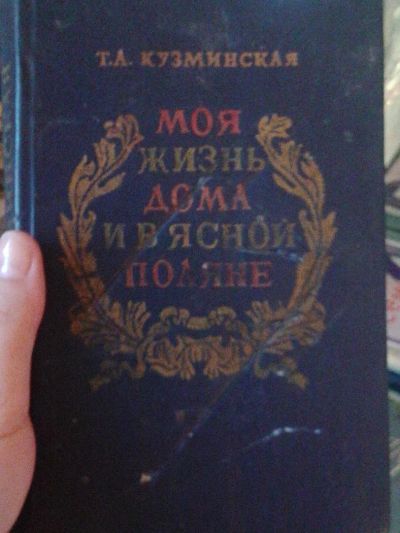 Т.А. КУЗМИНСКАЯ
МОЯ
ЖИЗНЬ
ДОМА
И В ЯСНОЙ
ПОЛЯНЕ